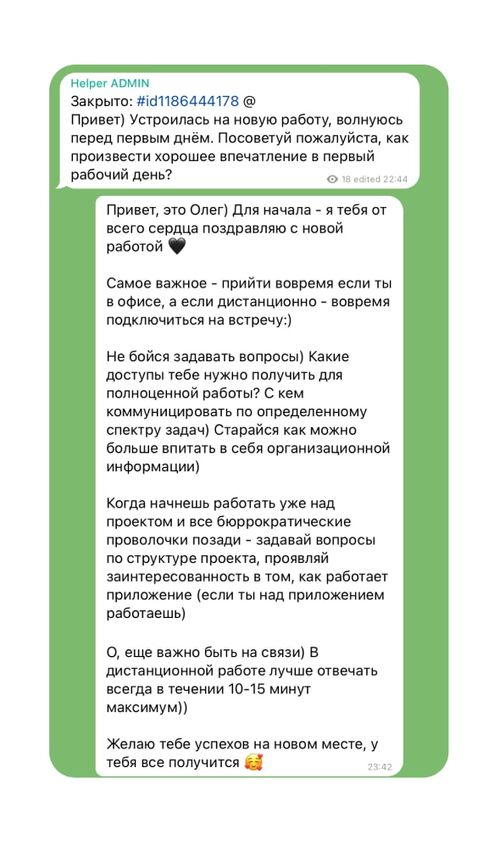 Helper ADMIN
Закрыто: #id1186444178 @
Привет) Устроилась на новую работу, волнуюсь
перед первым днём. Посоветуй пожалуйста, как
произвести хорошее впечатление в первый
рабочий день?
18 edited 22:44
Привет, это Олег) Для начала - я тебя от
всего сердца поздравляю с новой
работой 🖤
Самое важное - прийти вовремя если ты
в офисе, а если дистанционно - вовремя
подключиться на встречу:)
Не бойся задавать вопросы) Какие
доступы тебе нужно получить для
полноценной работы? С кем
коммуницировать по определенному
спектру задач) Старайся как можно
больше впитать в себя организационной
информации)
Когда начнешь работать уже над
проектом и все бюррократические
проволочки позади - задавай вопросы
по структуре проекта, проявляй
заинтересованность в том, как работает
приложение (если ты над приложением
работаешь)
О, еще важно быть на связи) В
дистанционной работе лучше отвечать
всегда в течении 10-15 минут
максимум))
Желаю тебе успехов на новом месте, у
тебя все получится 🥰
23:42